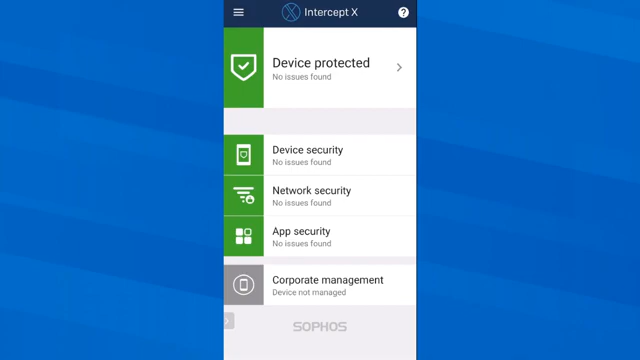 Intercept X
?
Device protected
No issues found
Device security
No issues found
Network security
No issues found
App security
No issues found
Corporate management
Device not managed
SOPHOS